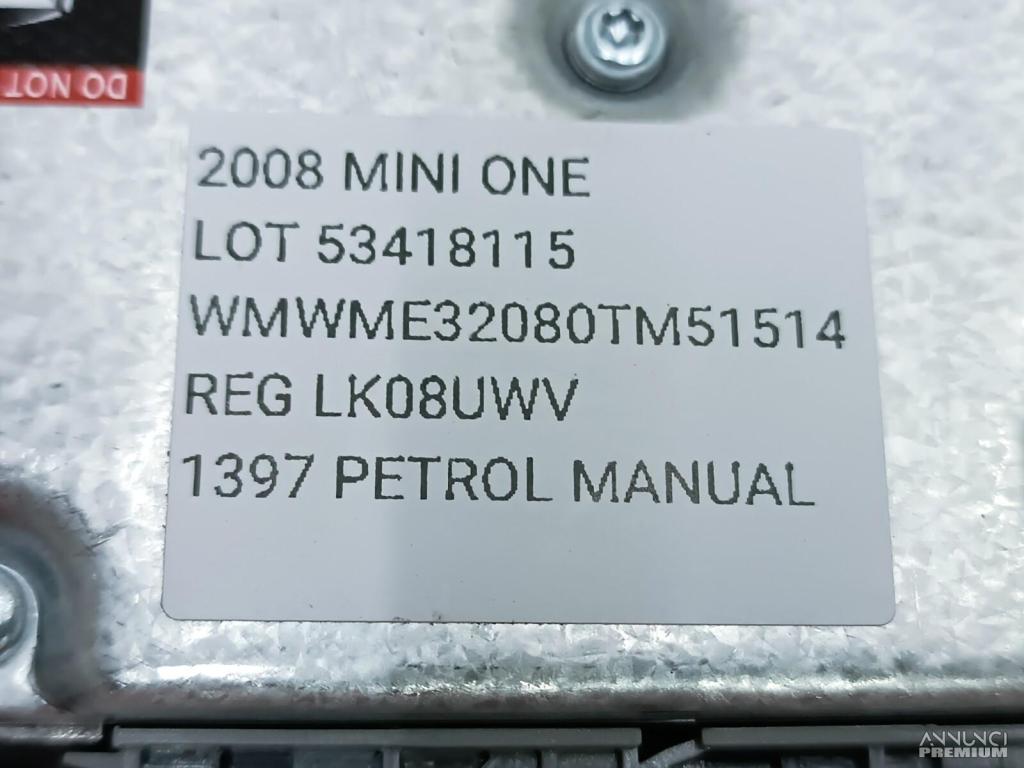 DO NOT
2008 MINI ONE
LOT 53418115
WMWME32080TM51514
REG LK08UWV
1397 PETROL MANUAL
ANNUNCI
PREMIUM